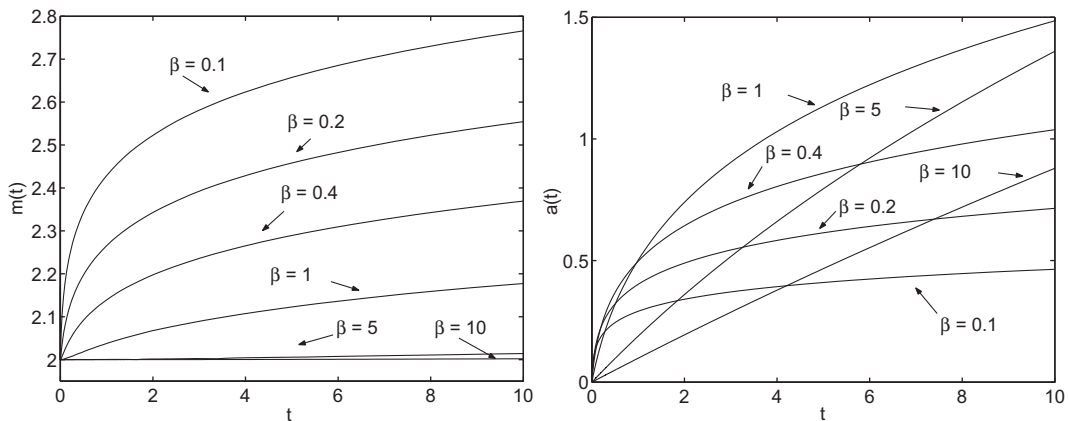 2.8
2.7
2.6
2.5
2.4
2.3
2.2
2.1
2
m(t)
β = 0.1
β = 0.2
β = 0.4
β = 1
β = 5
β = 10
0 2 4 6 8 10
t
1.5
1
0.5
0
a(t)
β = 1
β = 5
β = 0.4
β = 10
β = 0.2
β = 0.1
0 2 4 6 8 10
t